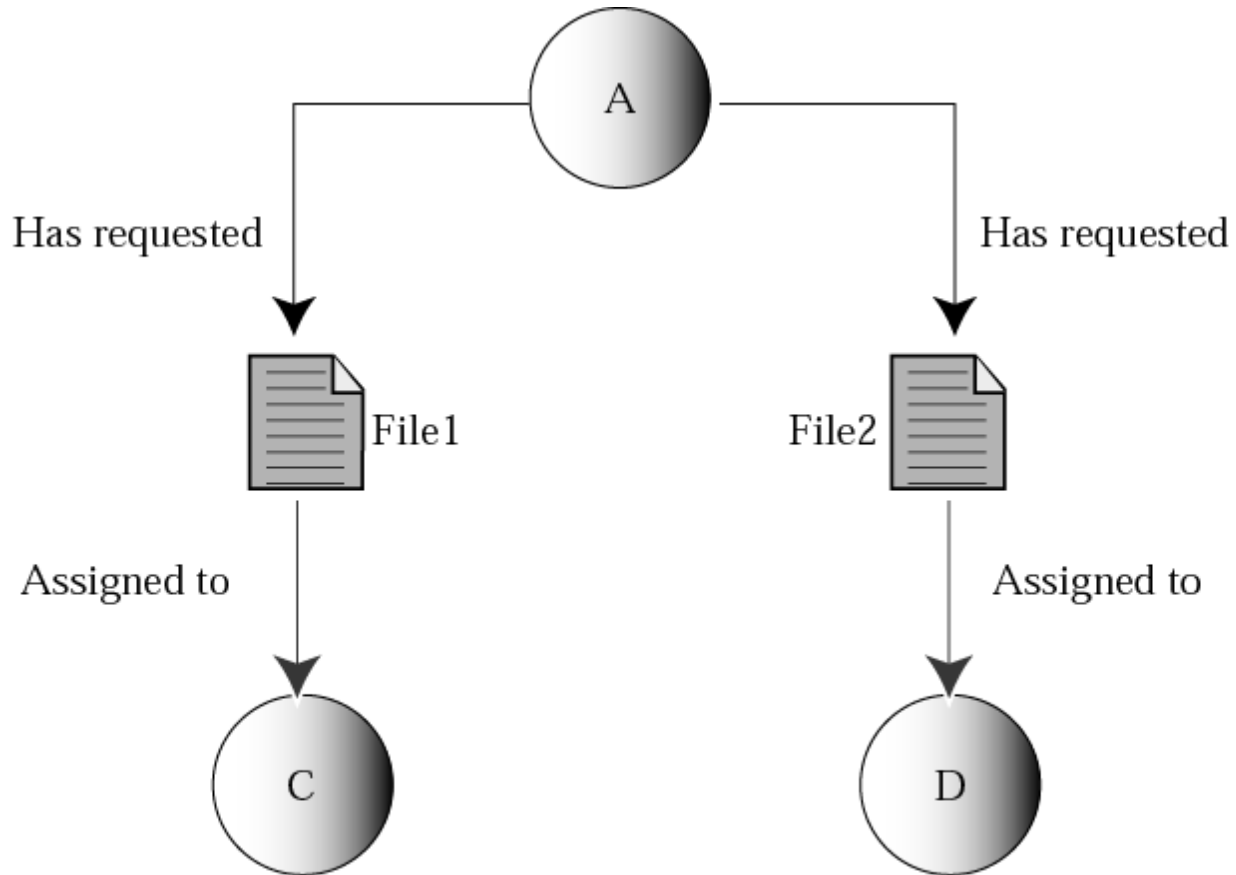 A
Has requested
Has requested
File1
File2
Assigned to
Assigned to
C
D